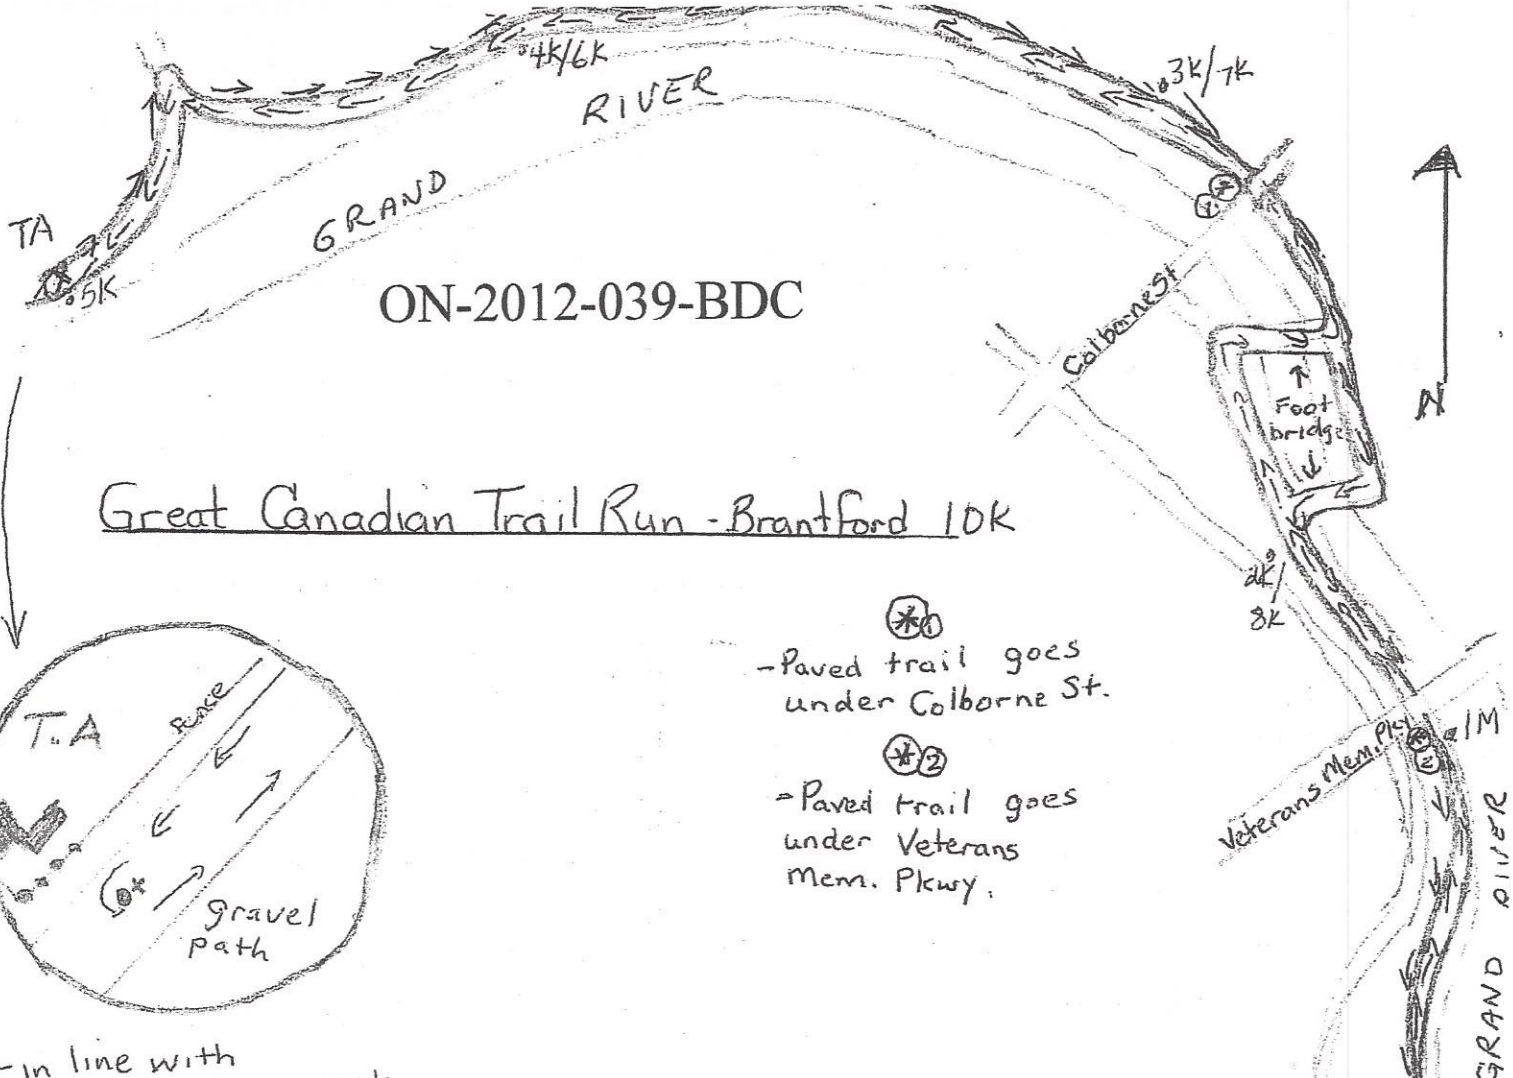 4K/6K
3K/7K
RIVER
GRAND
TA
5K
ON-2012-039-BDC
Colborne St
Foot
bridge
N
Great Canadian Trail Run - Brantford 10K
2K/
8K
* 1
- Paved trail goes
under Colborne St.
* 2
- Paved trail goes
under Veterans
Mem. Pkwy.
Veterans Mem. Pky
* 2
1M
GRAND RIVER
T.A
fence
gravel
path
- in line with